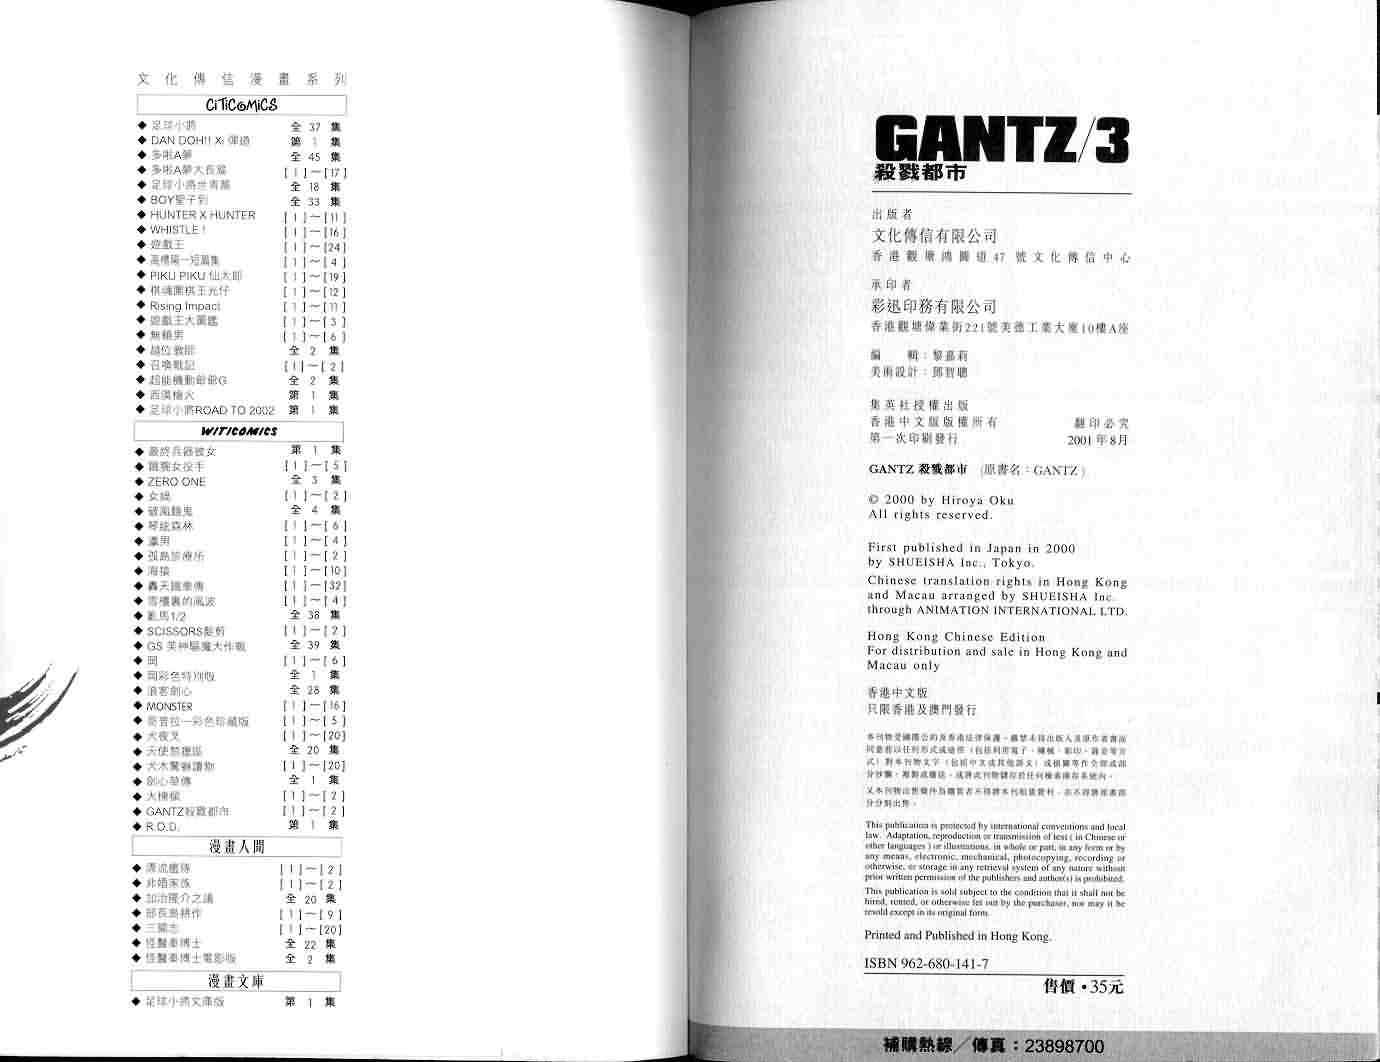 文化傳信漫畫系列
CiTiCoMiCS
◆ 足球小將 全 37 集
◆ DAN DOH!! Xi 彈道 第 1 集
◆ 多啦A夢 全 45 集
◆ 多啦A夢大長篇 [1]～[17]
◆ 足球小將世青篇 全 18 集
◆ BOY聖子到 全 33 集
◆ HUNTER X HUNTER [1]～[11]
◆ WHISTLE! [1]～[16]
◆ 遊戲王 [1]～[24]
◆ 高橋陽一短篇集 [1]～[4]
◆ PIKU PIKU 仙太郎 [1]～[19]
◆ 棋魂圍棋王光仔 [1]～[12]
◆ Rising Impact [1]～[11]
◆ 遊戲王大圖鑑 [1]～[3]
◆ 無賴男 [1]～[6]
◆ 越位教師 全 2 集
◆ 召喚戰記 [1]～[2]
◆ 超能機動爺爺G 全 2 集
◆ 西漠槍火 第 1 集
◆ 足球小將ROAD TO 2002 第 1 集
WITICOMICS
◆ 最終兵器彼女 第 1 集
◆ 鐵腕女投手 [1]～[5]
◆ ZERO ONE 全 3 集
◆ 女媧 [1]～[2]
◆ 破風餓鬼 全 4 集
◆ 琴絃森林 [1]～[6]
◆ 瀛男 [1]～[4]
◆ 孤島診療所 [1]～[2]
◆ 海猿 [1]～[10]
◆ 轟天鐵拳傳 [1]～[32]
◆ 雪櫃裏的風波 [1]～[4]
◆ 亂馬1/2 全 38 集
◆ SCISSORS髮剪 [1]～[2]
◆ GS 美神驅魔大作戰 全 39 集
◆ 岡 [1]～[6]
◆ 岡彩色特別版 全 1 集
◆ 浪客劍心 全 28 集
◆ MONSTER [1]～[16]
◆ 哥普拉—彩色珍藏版 [1]～[5]
◆ 犬夜叉 [1]～[20]
◆ 天使禁獵區 全 20 集
◆ 犬木驚嚇讀物 [1]～[20]
◆ 劍心華傳 全 1 集
◆ 大棟樑 [1]～[2]
◆ GANTZ殺戮都市 [1]～[2]
◆ R.O.D. 第 1 集
漫畫人間
◆ 漂流艦隊 [1]～[2]
◆ 非婚家族 [1]～[2]
◆ 加治隆介之議 全 20 集
◆ 部長島耕作 [1]～[9]
◆ 三國志 [1]～[20]
◆ 怪醫秦博士 全 22 集
◆ 怪醫秦博士電影版 全 2 集
漫畫文庫
◆ 足球小將文庫版 第 1 集
GANTZ/3
殺戮都市
出版者
文化傳信有限公司
香港觀塘鴻圖道47號文化傳信中心
承印者
彩迅印務有限公司
香港觀塘偉業街221號美德工業大廈10樓A座
編　　輯：黎嘉莉
美術設計：鄧智聰
集英社授權出版
香港中文版版權所有 翻印必究
第一次印刷發行 2001年8月
GANTZ 殺戮都市 （原書名：GANTZ）
© 2000 by Hiroya Oku
All rights reserved.
First published in Japan in 2000
by SHUEISHA Inc., Tokyo.
Chinese translation rights in Hong Kong
and Macau arranged by SHUEISHA Inc.
through ANIMATION INTERNATIONAL LTD.
Hong Kong Chinese Edition
For distribution and sale in Hong Kong and
Macau only
香港中文版
只限香港及澳門發行
本刊物受國際公約及香港法律保護。嚴禁未得出版人及原作者書面
同意前以任何形式或途徑（包括利用電子、機械、影印、錄音等方
式）對本刊物文字（包括中文或其他語文）或插圖等作全部或部
分抄襲、複製或播送，或將此刊物儲存於任何檢索庫存系統內。
又本刊物出售條件為購買者不得將本刊租賃營利，亦不得將原書部
分分割出售。
This publication is protected by international conventions and local
law. Adaptation, reproduction or transmission of text ( in Chinese or
other languages ) or illustrations, in whole or part, in any form or by
any means, electronic, mechanical, photocopying, recording or
otherwise, or storage in any retrieval system of any nature without
prior written permission of the publishers and author(s) is prohibited.
This publication is sold subject to the condition that it shall not be
hired, rented, or otherwise let out by the purchaser, nor may it be
resold except in its original form.
Printed and Published in Hong Kong.
ISBN 962-680-141-7
售價・35元
補購熱線／傳真：23898700